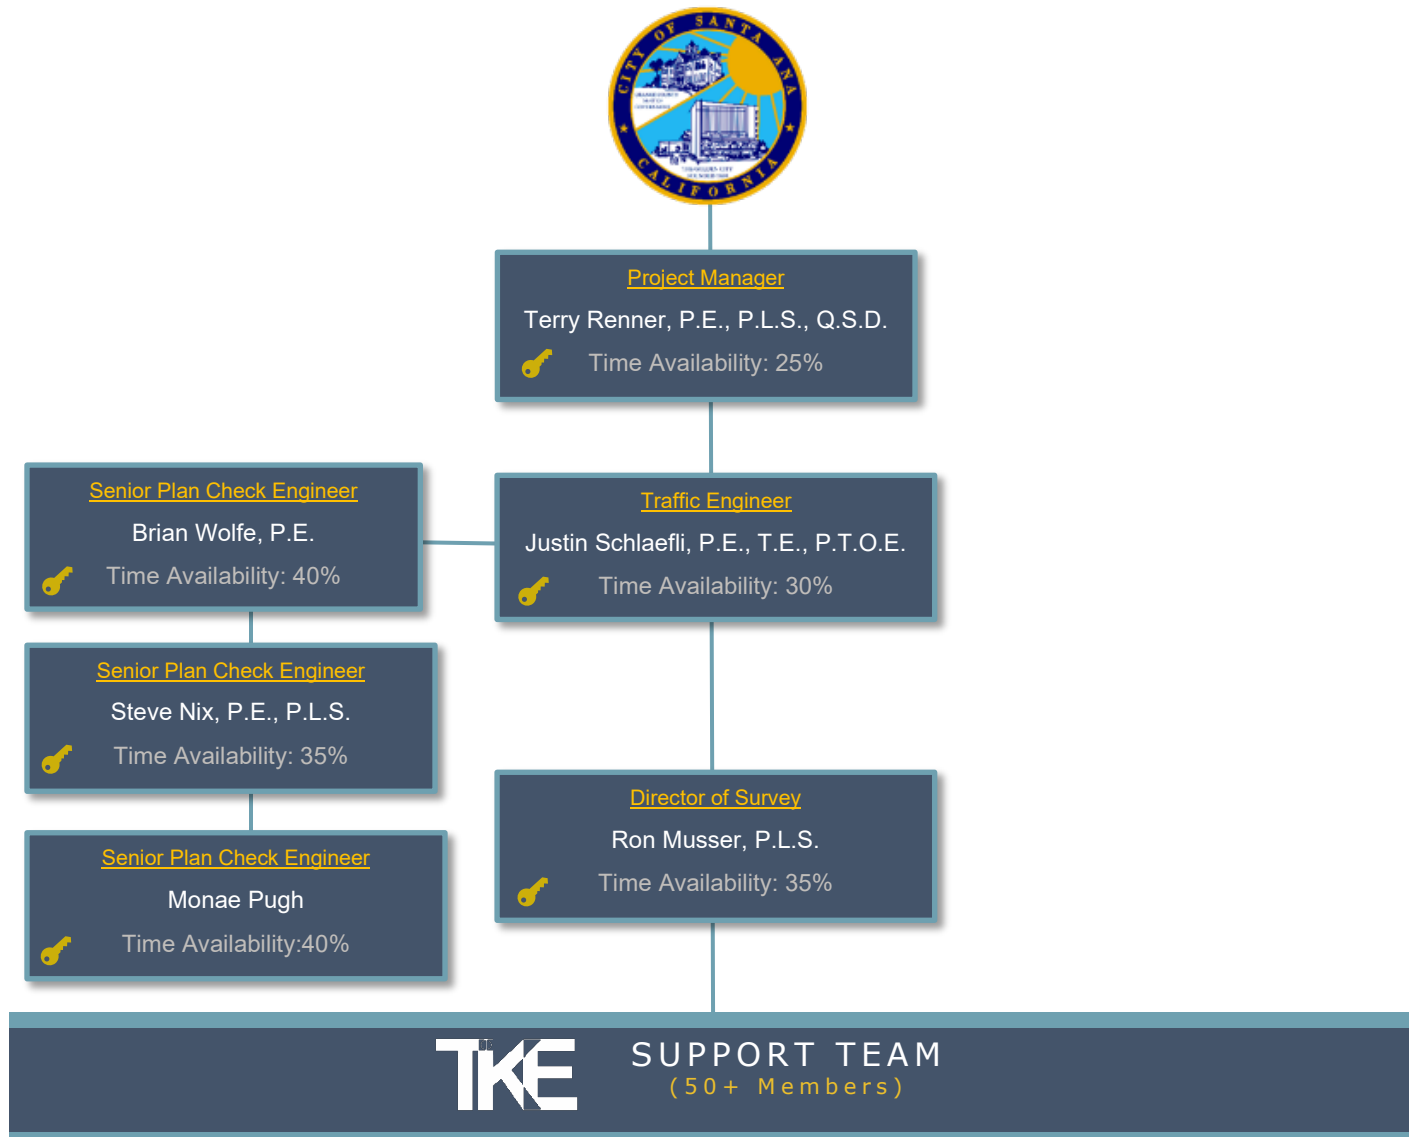 CITY OF SANTA ANA
CALIFORNIA
Project Manager
Terry Renner, P.E., P.L.S., Q.S.D.
Time Availability: 25%
Senior Plan Check Engineer
Brian Wolfe, P.E.
Time Availability: 40%
Traffic Engineer
Justin Schlaefli, P.E., T.E., P.T.O.E.
Time Availability: 30%
Senior Plan Check Engineer
Steve Nix, P.E., P.L.S.
Time Availability: 35%
Director of Survey
Ron Musser, P.L.S.
Time Availability: 35%
Senior Plan Check Engineer
Monae Pugh
Time Availability:40%
TKE
SUPPORT TEAM
(50+ Members)